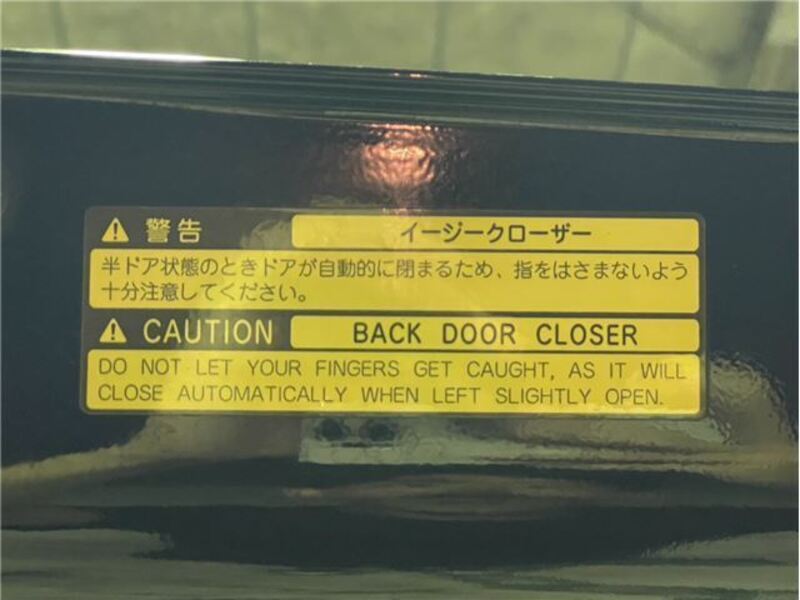 警告 イージークローザー
半ドア状態のときドアが自動的に閉まるため、指をはさまないよう
十分注意してください。
CAUTION BACK DOOR CLOSER
DO NOT LET YOUR FINGERS GET CAUGHT, AS IT WILL
CLOSE AUTOMATICALLY WHEN LEFT SLIGHTLY OPEN.